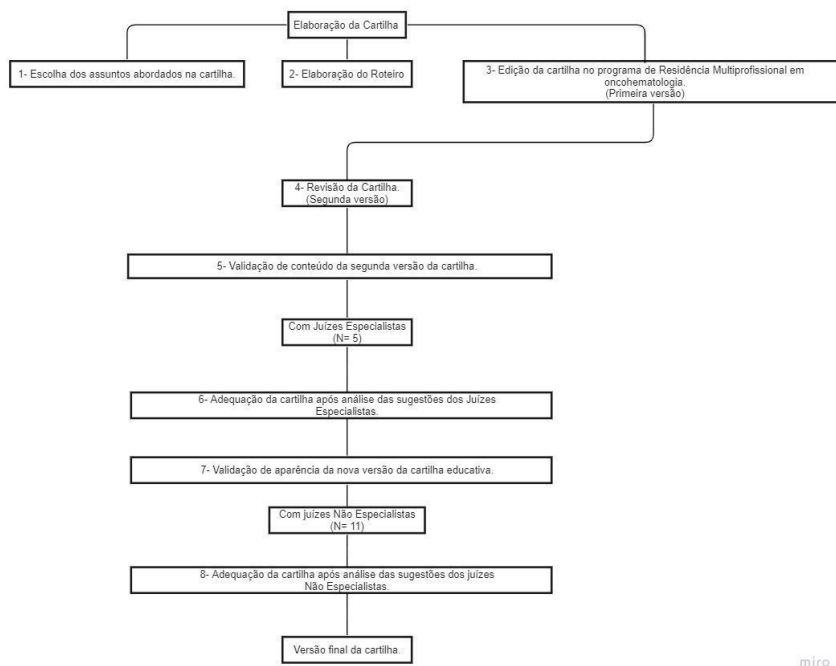 Elaboração da Cartilha
1- Escolha dos assuntos abordados na cartilha.
2- Elaboração do Roteiro
3- Edição da cartilha no programa de Residência Multiprofissional em
oncohematologia.
(Primeira versão)
4- Revisão da Cartilha.
(Segunda versão)
5- Validação de conteúdo da segunda versão da cartilha.
Com Juízes Especialistas
(N= 5)
6- Adequação da cartilha após análise das sugestões dos Juízes
Especialistas.
7- Validação de aparência da nova versão da cartilha educativa.
Com juízes Não Especialistas
(N= 11)
8- Adequação da cartilha após análise das sugestões dos juízes
Não Especialistas.
Versão final da cartilha.
miro